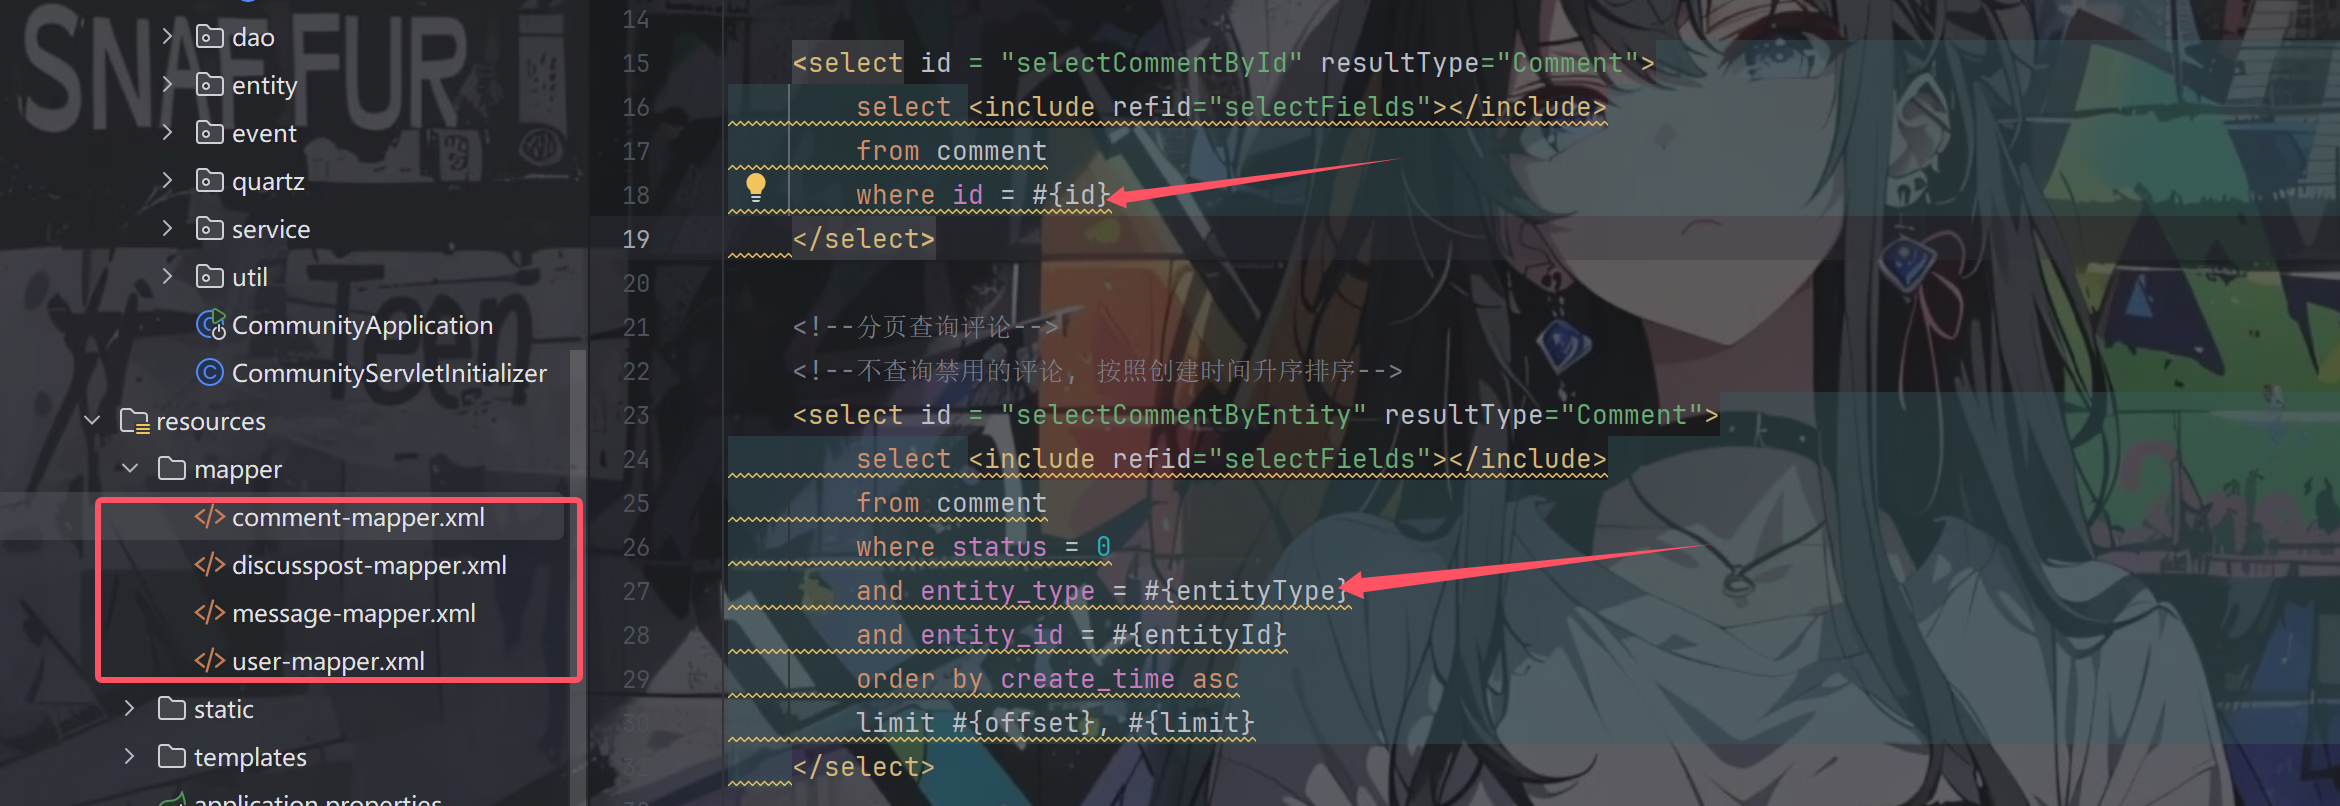 SNAFFUR
Teen
dao
entity
event
quartz
service
util
CommunityApplication
CommunityServletInitializer
resources
mapper
comment-mapper.xml
discusspost-mapper.xml
message-mapper.xml
user-mapper.xml
static
templates
application.properties
14
15 <select id = "selectCommentById" resultType="Comment">
16 select <include refid="selectFields"></include>
17 from comment
18 where id = #{id}
19 </select>
20
21 <!--分页查询评论-->
22 <!--不查询禁用的评论, 按照创建时间升序排序-->
23 <select id = "selectCommentByEntity" resultType="Comment">
24 select <include refid="selectFields"></include>
25 from comment
26 where status = 0
27 and entity_type = #{entityType}
28 and entity_id = #{entityId}
29 order by create_time asc
30 limit #{offset}, #{limit}
31 </select>